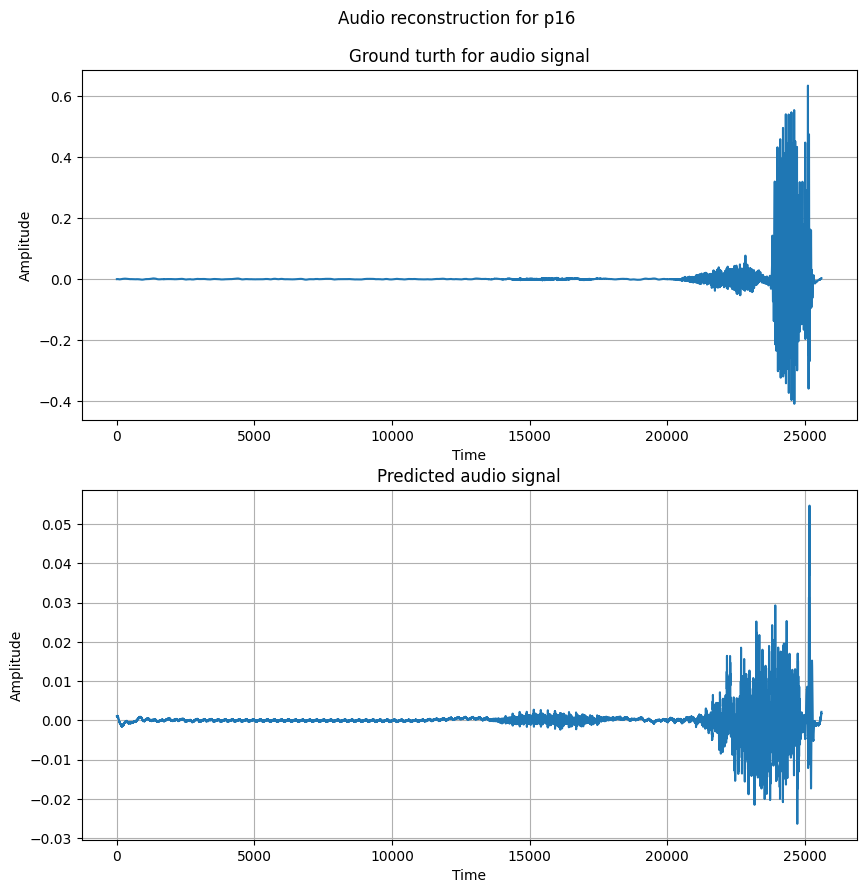 Audio reconstruction for p16
Ground turth for audio signal
0.6
0.4
0.2
0.0
−0.2
−0.4
Amplitude
0 5000 10000 15000 20000 25000
Time
Predicted audio signal
0.05
0.04
0.03
0.02
0.01
0.00
−0.01
−0.02
−0.03
Amplitude
0 5000 10000 15000 20000 25000
Time